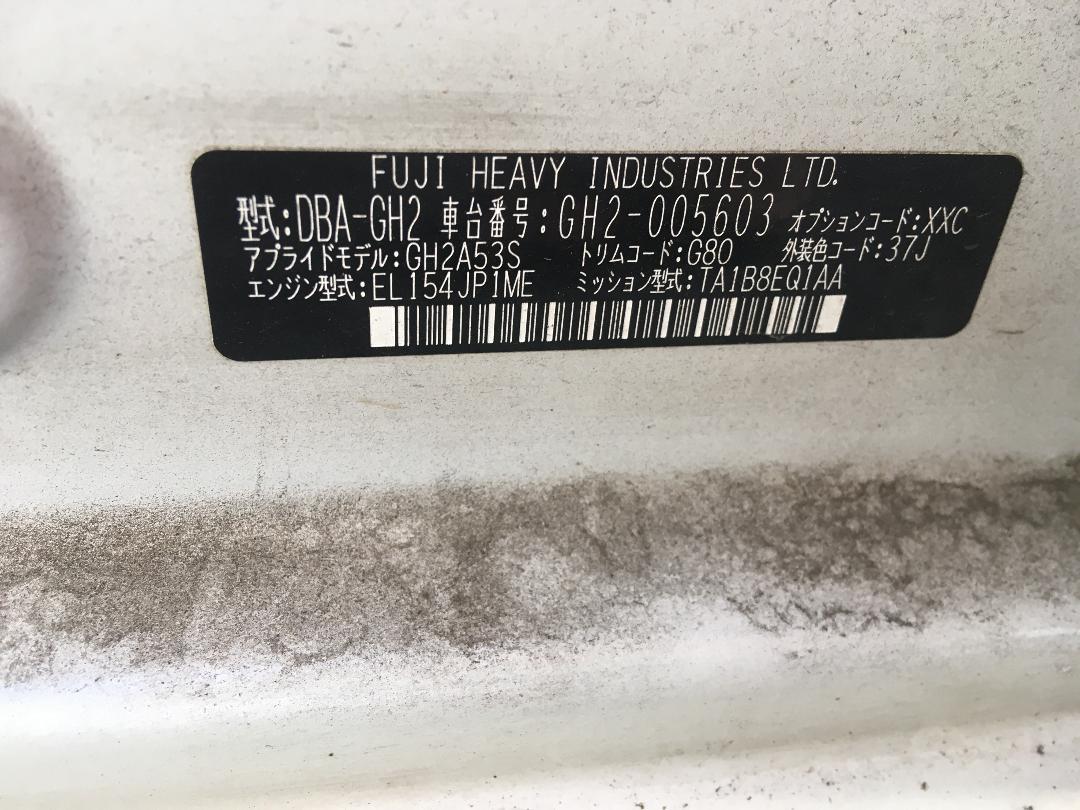 FUJI HEAVY INDUSTRIES LTD.
型式:DBA-GH2 車台番号:GH2-005603 オプションコード:XXC
アプライドモデル:GH2A53S トリムコード:G80 外装色コード:37J
エンジン型式:EL154JP1ME ミッション型式:TA1B8EQ1AA